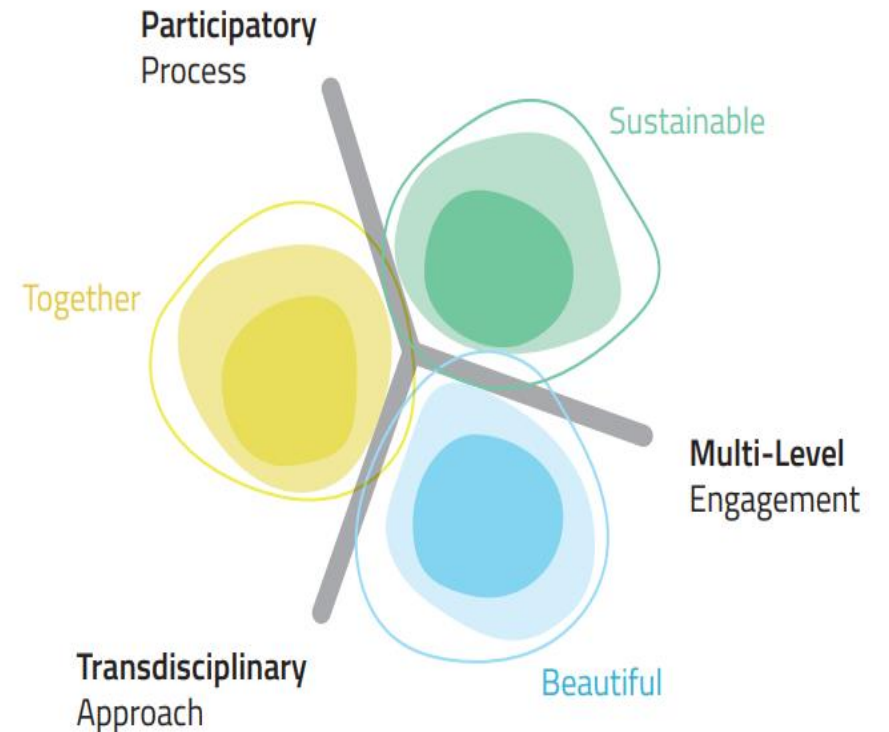 Participatory
Process
Sustainable
Together
Multi-Level
Engagement
Transdisciplinary
Approach
Beautiful